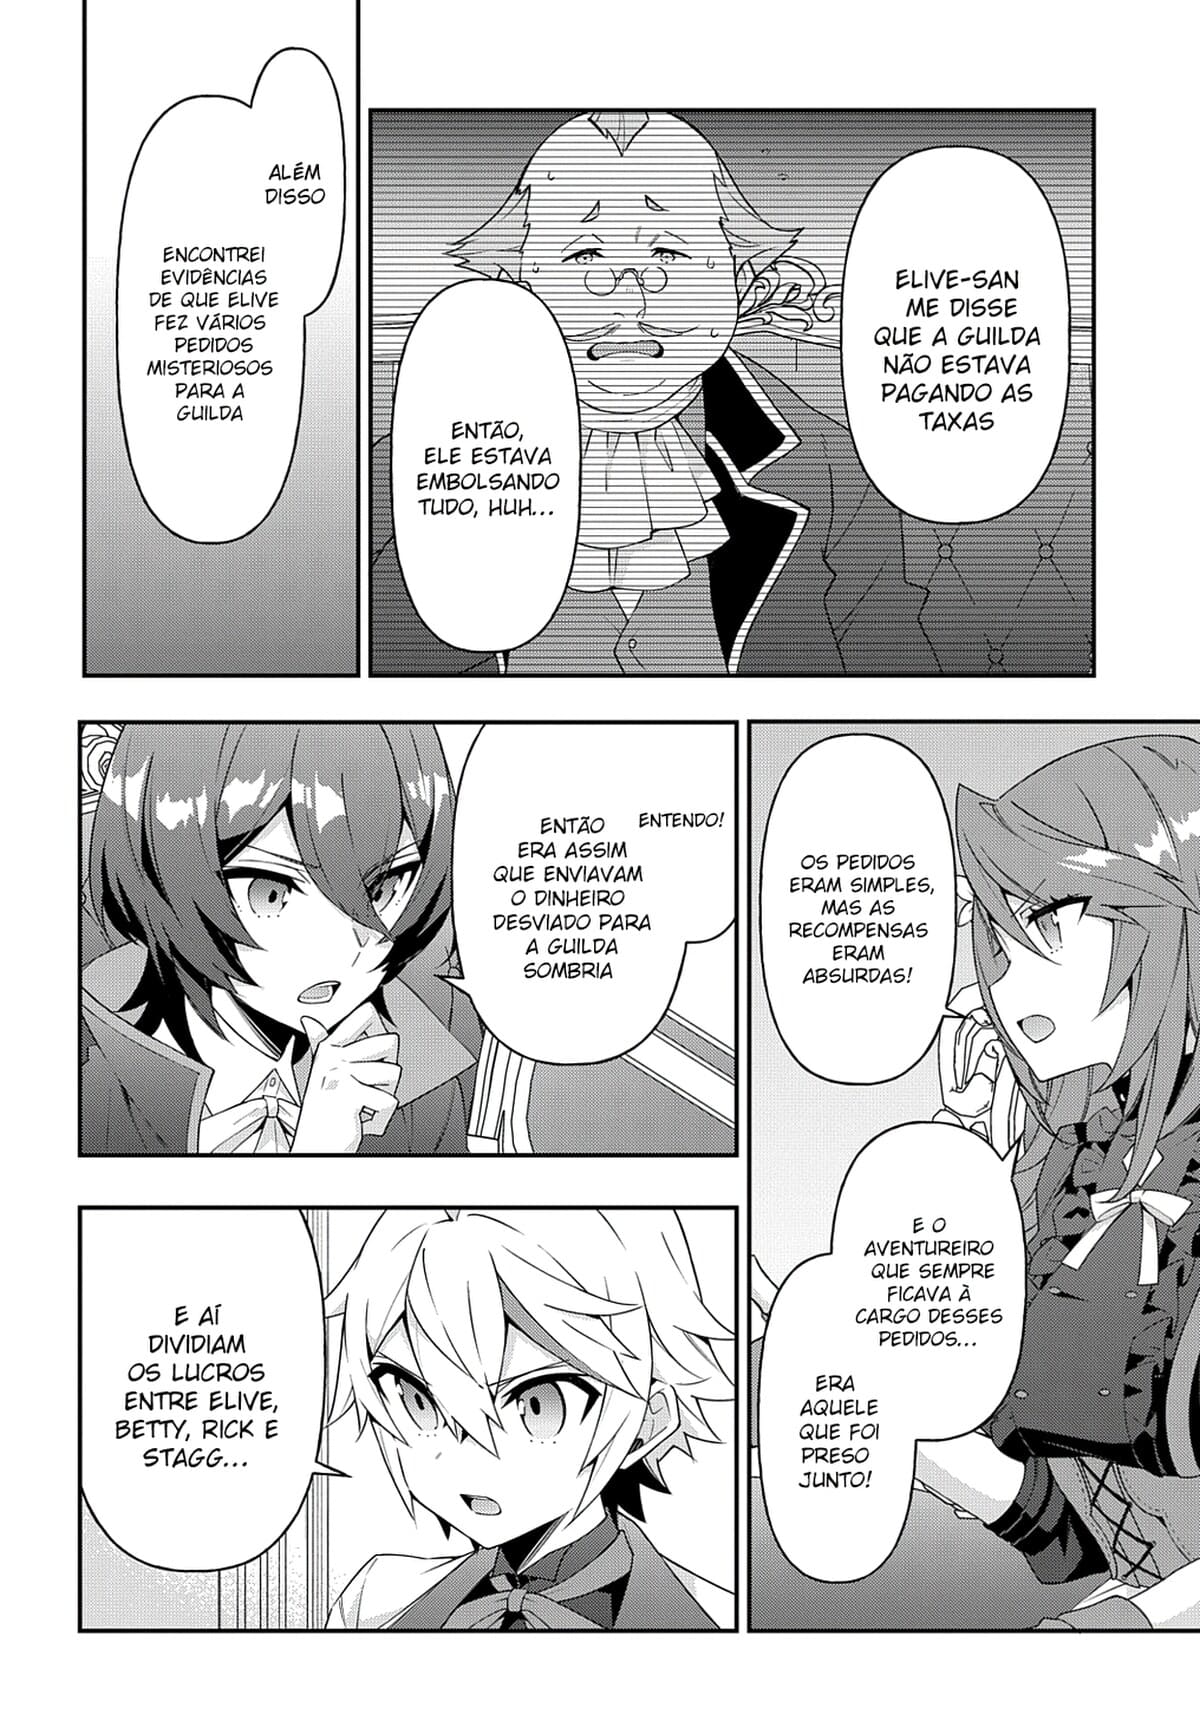 ELIVE-SAN
ME DISSE
QUE A GUILDA
NÃO ESTAVA
PAGANDO AS
TAXAS
ENTÃO,
ELE ESTAVA
EMBOLSANDO
TUDO, HUH...
ALÉM
DISSO
ENCONTREI
EVIDÊNCIAS
DE QUE ELIVE
FEZ VÁRIOS
PEDIDOS
MISTERIOSOS
PARA A
GUILDA
OS PEDIDOS
ERAM SIMPLES,
MAS AS
RECOMPENSAS
ERAM
ABSURDAS!
E O
AVENTUREIRO
QUE SEMPRE
FICAVA À
CARGO DESSES
PEDIDOS...
ERA
AQUELE
QUE FOI
PRESO
JUNTO!
ENTENDO!
ENTÃO
ERA ASSIM
QUE ENVIAVAM
O DINHEIRO
DESVIADO PARA
A GUILDA
SOMBRIA
E AÍ
DIVIDIAM
OS LUCROS
ENTRE ELIVE,
BETTY, RICK E
STAGG...